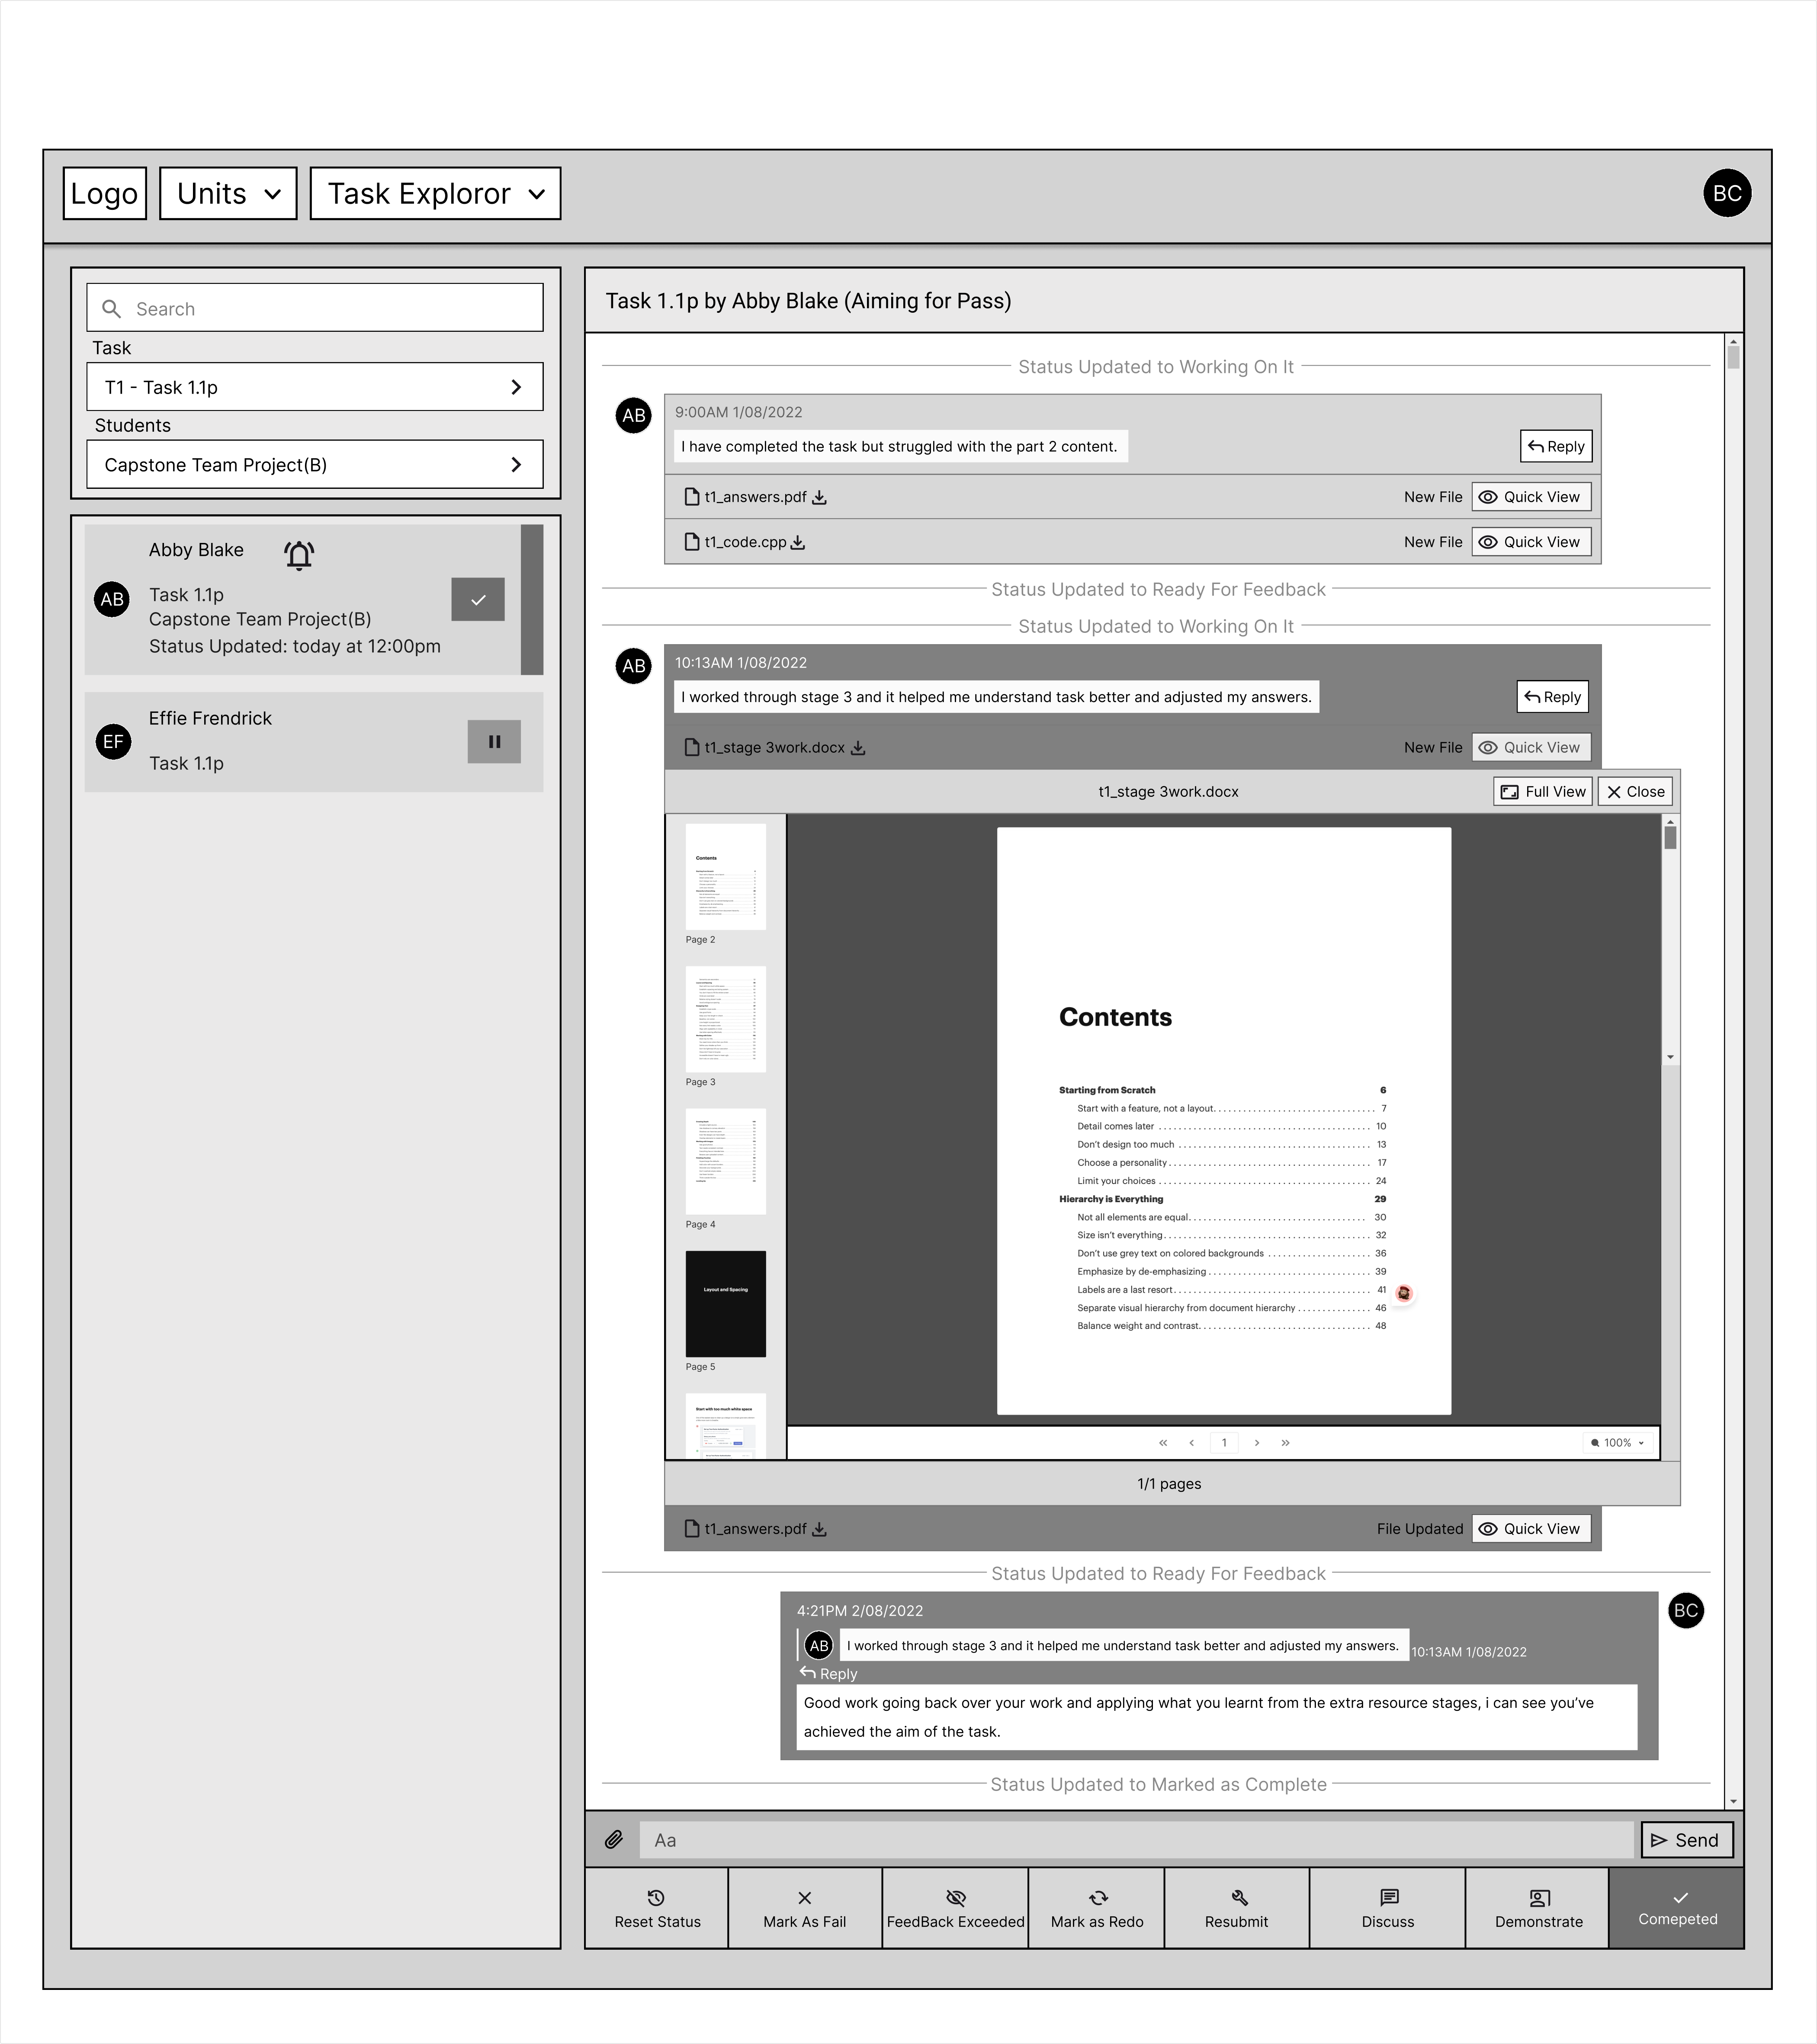 Logo
Units
Task Exploror
BC
Search
Task
T1 - Task 1.1p
Students
Capstone Team Project(B)
Abby Blake
AB
Task 1.1p
Capstone Team Project(B)
Status Updated: today at 12:00pm
Effie Frendrick
EF
Task 1.1p
Task 1.1p by Abby Blake (Aiming for Pass)
Status Updated to Working On It
AB
9:00AM 1/08/2022
I have completed the task but struggled with the part 2 content.
Reply
t1_answers.pdf New File Quick View
t1_code.cpp New File Quick View
Status Updated to Ready For Feedback
Status Updated to Working On It
AB
10:13AM 1/08/2022
I worked through stage 3 and it helped me understand task better and adjusted my answers.
Reply
t1_stage 3work.docx New File Quick View
t1_stage 3work.docx Full View Close
Contents
Page 2
Page 3
Page 4
Layout and Spacing
Page 5
Start with too much white space
Contents
Starting from Scratch 6
Start with a feature, not a layout 7
Detail comes later 10
Don't design too much 13
Choose a personality 17
Limit your choices 24
Hierarchy is Everything 29
Not all elements are equal 30
Size isn't everything 32
Don't use grey text on colored backgrounds 36
Emphasize by de-emphasizing 39
Labels are a last resort 41
Separate visual hierarchy from document hierarchy 46
Balance weight and contrast 48
« ‹ 1 › »
100%
1/1 pages
t1_answers.pdf File Updated Quick View
Status Updated to Ready For Feedback
4:21PM 2/08/2022
BC
AB
I worked through stage 3 and it helped me understand task better and adjusted my answers.
10:13AM 1/08/2022
Reply
Good work going back over your work and applying what you learnt from the extra resource stages, i can see you've
achieved the aim of the task.
Status Updated to Marked as Complete
Aa
Send
Reset Status
Mark As Fail
FeedBack Exceeded
Mark as Redo
Resubmit
Discuss
Demonstrate
Comepeted